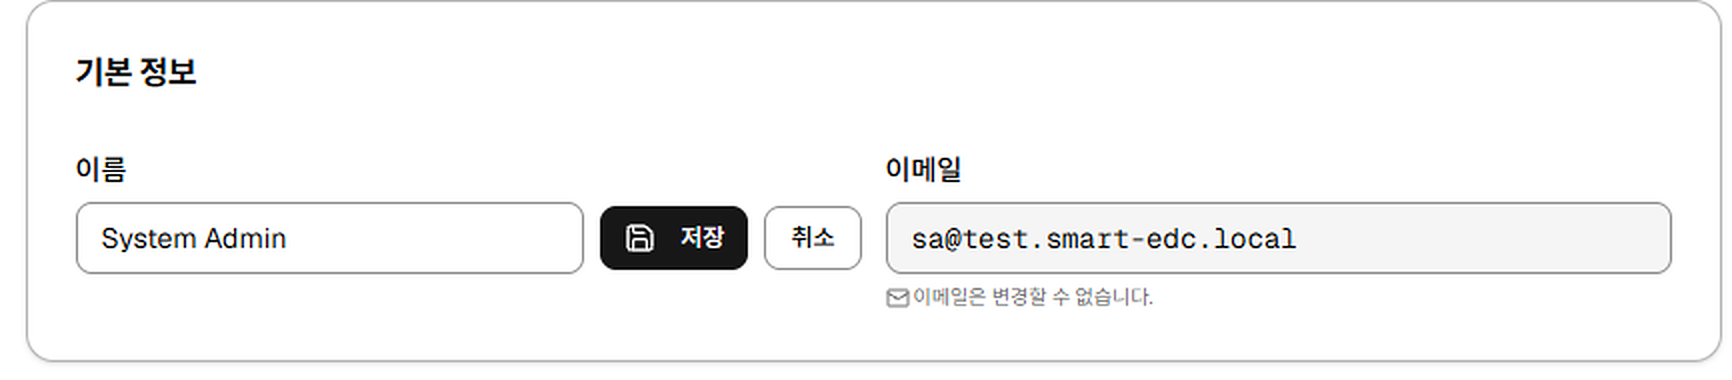 기본 정보
이름
System Admin
저장
취소
이메일
sa@test.smart-edc.local
이메일은 변경할 수 없습니다.